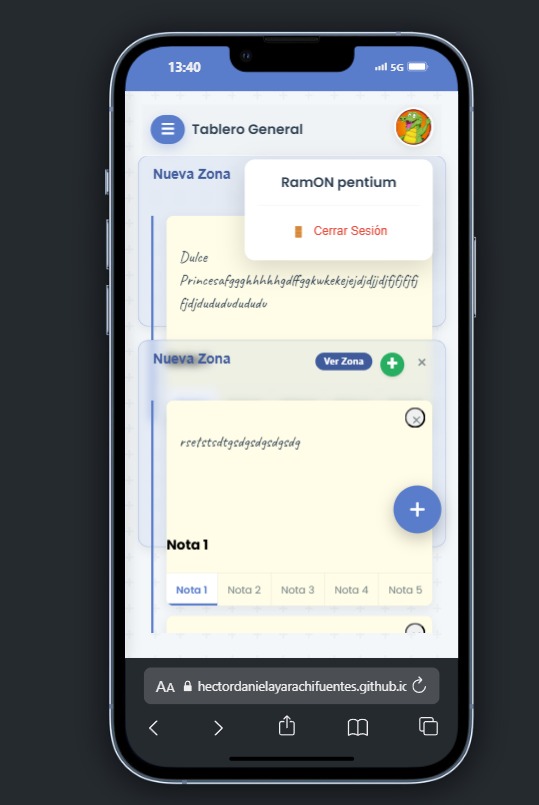 13:40
5G
Tablero General
Nueva Zona
RamON pentium
Cerrar Sesión
Dulce
Princesafggghhhhhgdffggkwkekejejdjdjjdjfjfjfjfj
fjdjdudududududu
Nueva Zona
Ver Zona
+
×
×
rsetstsdtgsdgsdgsdgsdg
+
Nota 1
Nota 1 Nota 2 Nota 3 Nota 4 Nota 5
AA hectordanielayarachifuentes.github.ic